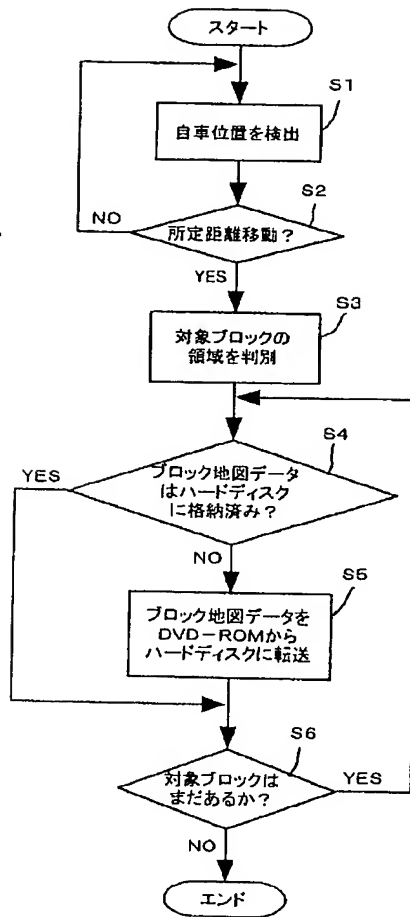 スタート
S1
自車位置を検出
S2
NO
所定距離移動？
YES
S3
対象ブロックの
領域を判別
S4
YES
ブロック地図データ
はハードディスク
に格納済み？
NO
S5
ブロック地図データを
DVD－ROMから
ハードディスクに転送
S6
対象ブロックは
まだあるか？
YES
NO
エンド